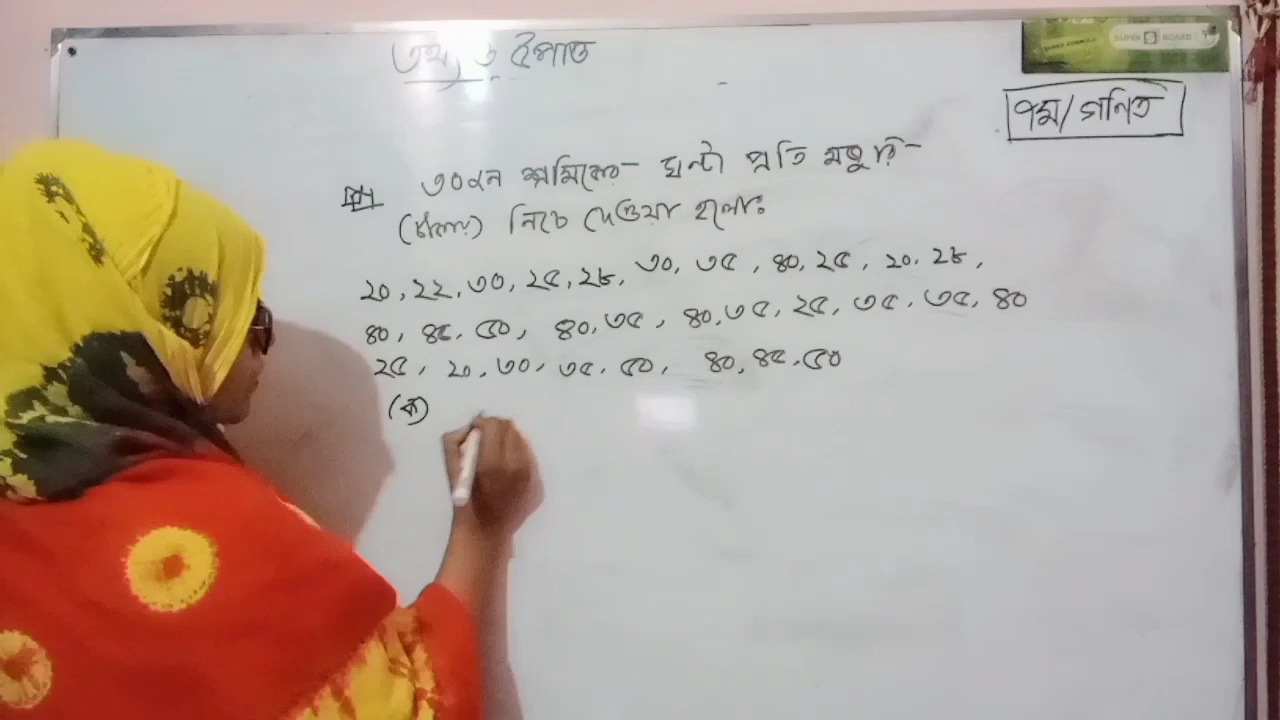 তথ্য ও উপাত্ত
SUPER BOARD
৭ম/গণিত
৩০জন শ্রমিকের ঘন্টা প্রতি মজুরি
(টাকায়) নিচে দেওয়া হলোঃ
২০, ২২, ৩০, ২৫, ২৮, ৩০, ৩৫, ৪০, ২৫, ২০, ২৮,
৪০, ৪৫, ৫০, ৪০, ৩৫, ৪০, ৩৫, ২৫, ৩৫, ৩৫, ৪০
২৫, ২০, ৩০, ৩৫, ৫০, ৪০, ৪৫, ৫০
(ক)